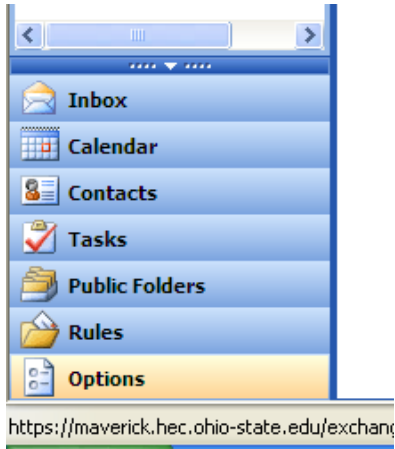 Inbox
Calendar
Contacts
Tasks
Public Folders
Rules
Options
https://maverick.hec.ohio-state.edu/exchang